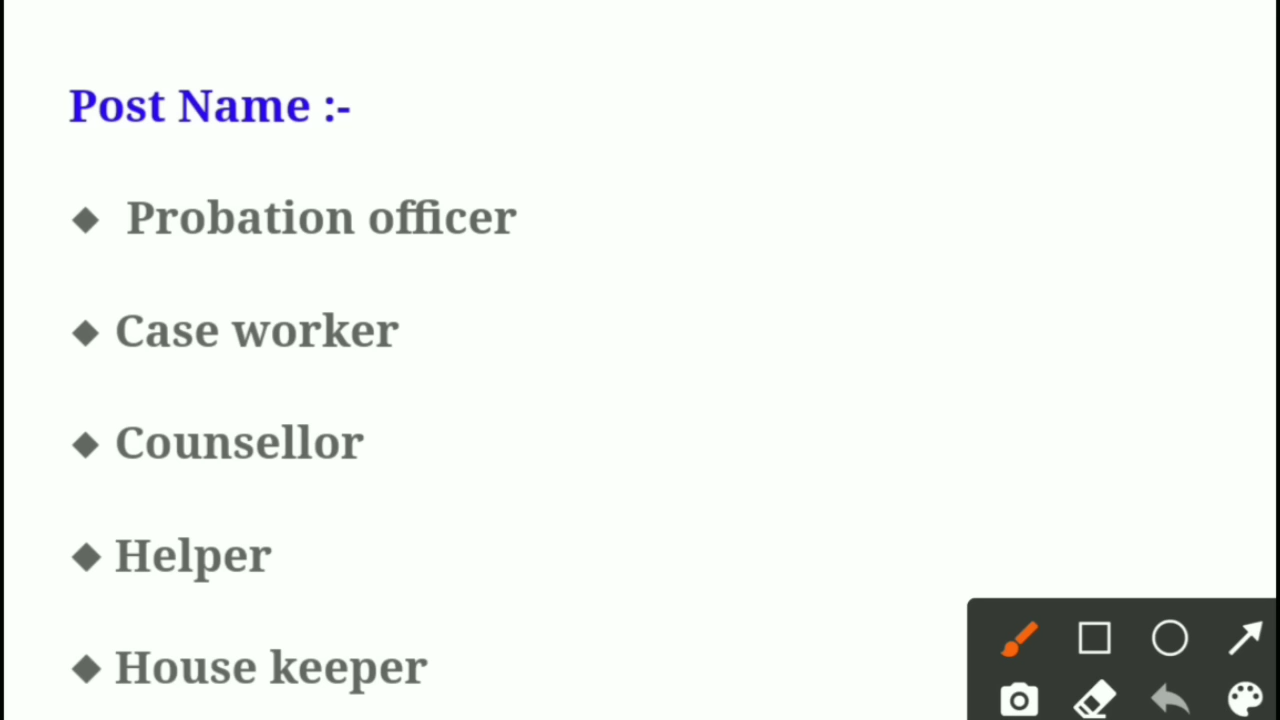 Post Name :-
◆ Probation officer
◆ Case worker
◆ Counsellor
◆ Helper
◆ House keeper